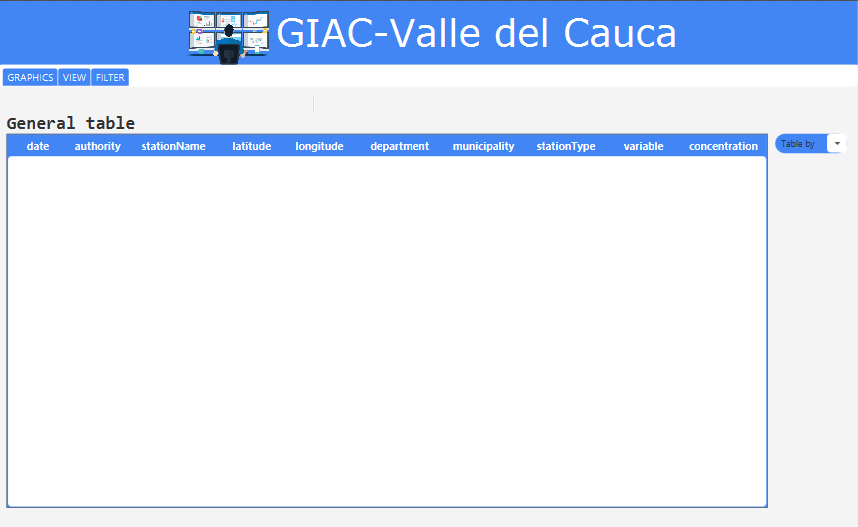 GIAC-Valle del Cauca
GRAPHICS VIEW FILTER
General table
date authority stationName latitude longitude department municipality stationType variable concentration
Table by